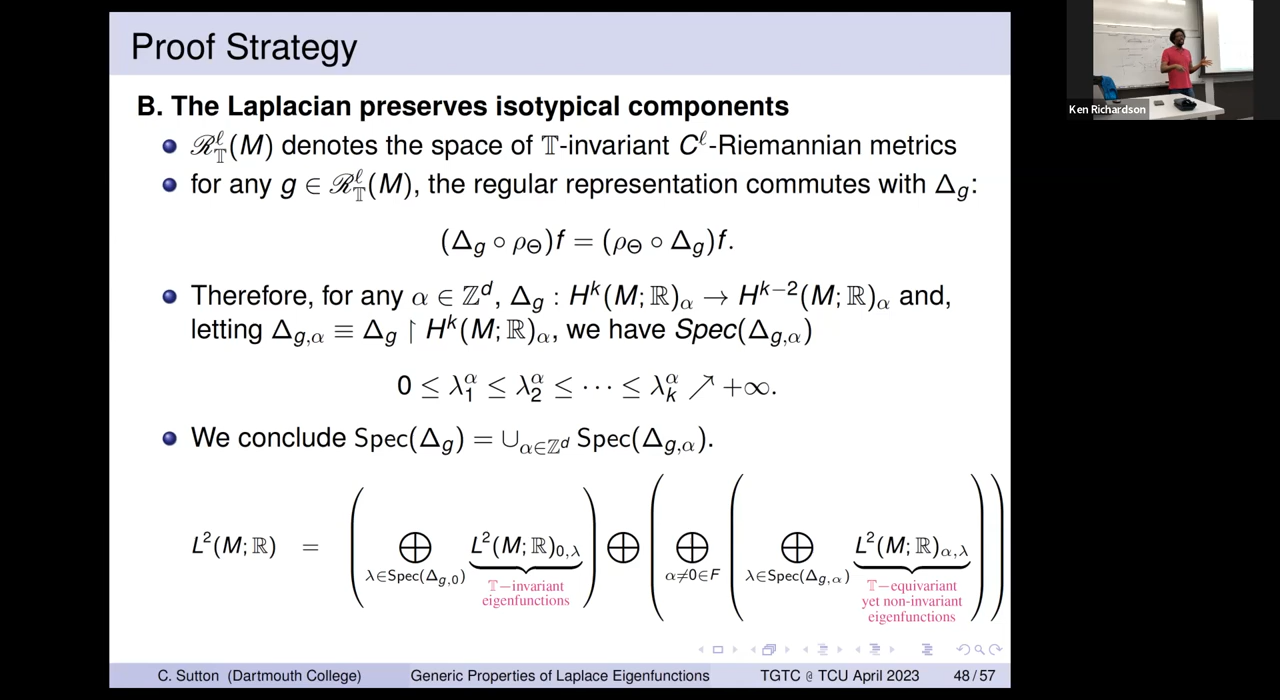 Proof Strategy
B. The Laplacian preserves isotypical components
ℛ^ℓ_𝕋(M) denotes the space of 𝕋-invariant C^ℓ-Riemannian metrics
for any g ∈ ℛ^ℓ_𝕋(M), the regular representation commutes with Δ_g:
(Δ_g ∘ ρ_Θ)f = (ρ_Θ ∘ Δ_g)f.
Therefore, for any α ∈ ℤ^d, Δ_g : H^k(M; ℝ)_α → H^{k−2}(M; ℝ)_α and,
letting Δ_{g,α} ≡ Δ_g ↾ H^k(M; ℝ)_α, we have Spec(Δ_{g,α})
0 ≤ λ^α_1 ≤ λ^α_2 ≤ ⋯ ≤ λ^α_k ↗ +∞.
We conclude Spec(Δ_g) = ∪_{α∈ℤ^d} Spec(Δ_{g,α}).
L²(M; ℝ) = ( ⊕_{λ∈Spec(Δ_{g,0})} L²(M; ℝ)_{0,λ} ) ⊕ ( ⊕_{α≠0∈F} ( ⊕_{λ∈Spec(Δ_{g,α})} L²(M; ℝ)_{α,λ} ) )
𝕋−invariant
eigenfunctions
𝕋−equivariant
yet non-invariant
eigenfunctions
C. Sutton (Dartmouth College) Generic Properties of Laplace Eigenfunctions TGTC @ TCU April 2023 48 / 57
Ken Richardson